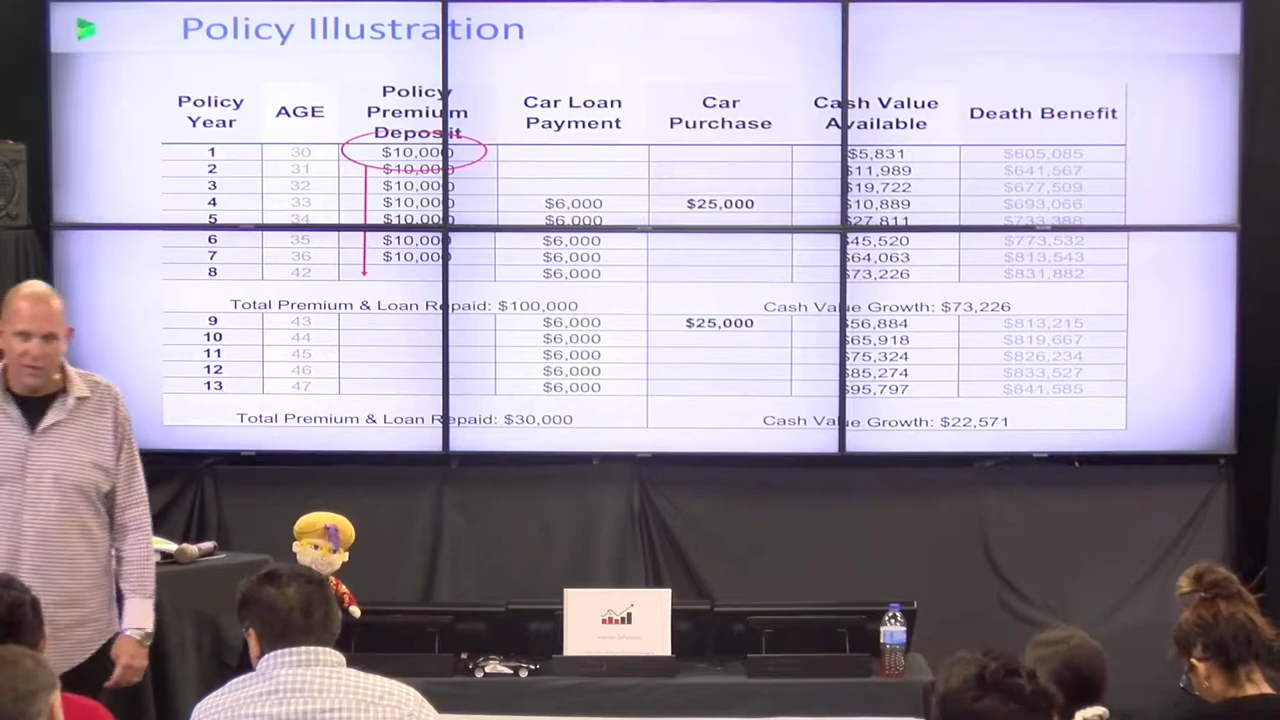 Policy Illustration
Policy Year AGE Policy Premium Deposit Car Loan Payment Car Purchase Cash Value Available Death Benefit
1 30 $10,000 $5,831 $605,085
2 31 $10,000 $11,989 $641,567
3 32 $10,000 $19,722 $677,509
4 33 $10,000 $6,000 $25,000 $10,889 $693,066
5 34 $10,000 $6,000 $27,811 $733,388
6 35 $10,000 $6,000 $45,520 $773,532
7 36 $10,000 $6,000 $64,063 $813,543
8 42 $6,000 $73,226 $831,882
Total Premium & Loan Repaid: $100,000 Cash Value Growth: $73,226
9 43 $6,000 $25,000 $56,884 $813,215
10 44 $6,000 $65,918 $819,667
11 45 $6,000 $75,324 $826,234
12 46 $6,000 $85,274 $833,527
13 47 $6,000 $95,797 $841,585
Total Premium & Loan Repaid: $30,000 Cash Value Growth: $22,571